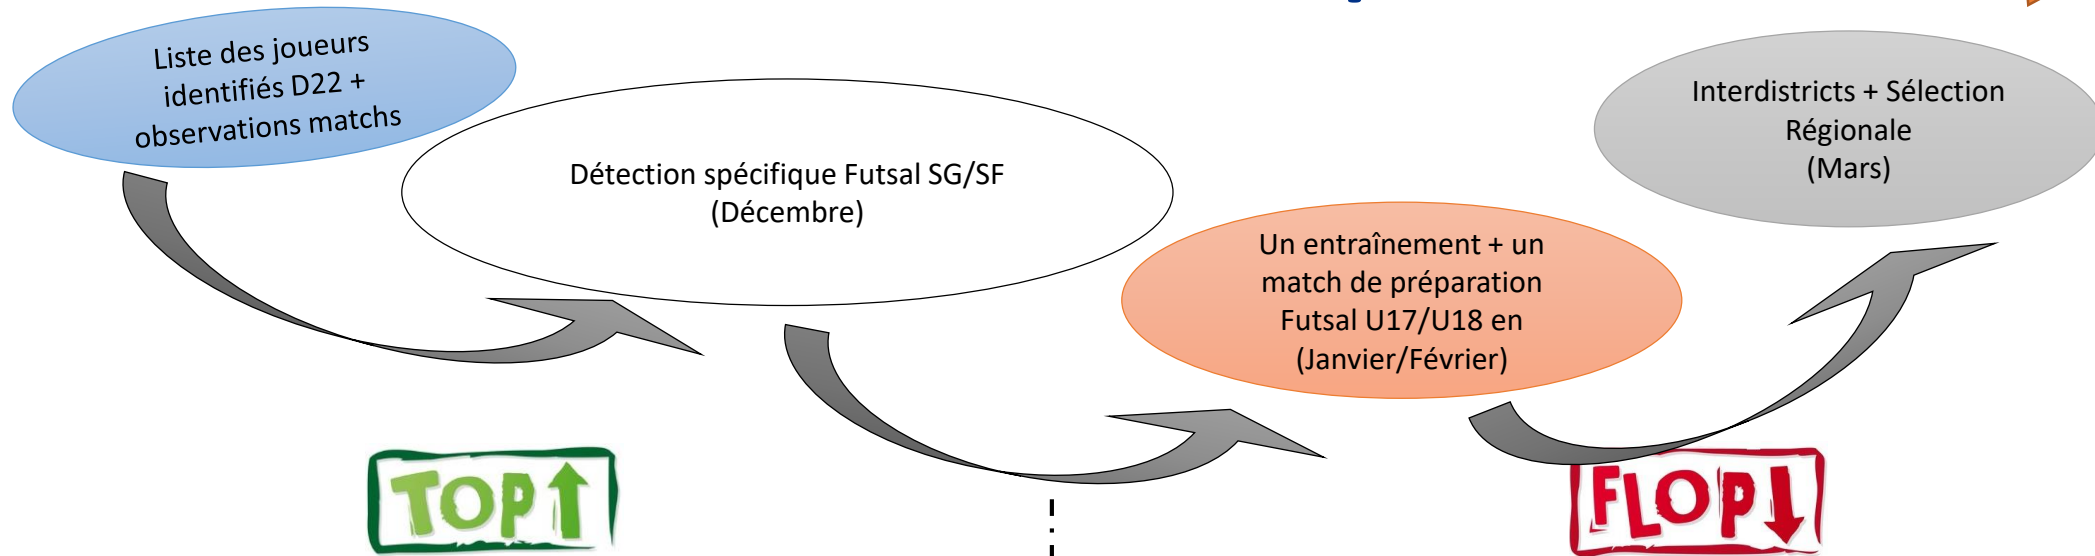 Liste des joueurs
identifiés D22 +
observations matchs
Détection spécifique Futsal SG/SF
(Décembre)
Un entraînement + un
match de préparation
Futsal U17/U18 en
(Janvier/Février)
Interdistricts + Sélection
Régionale
(Mars)
TOP
FLOP